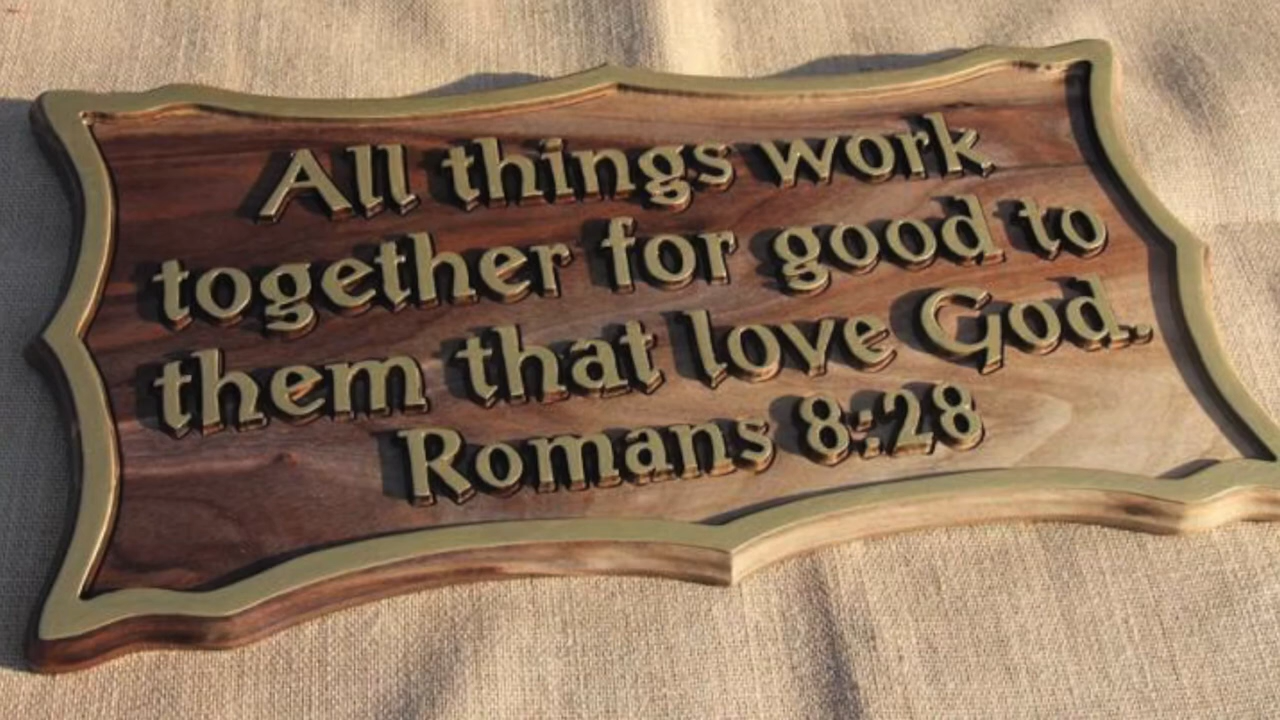 All things work
together for good to
them that love God.
Romans 8:28